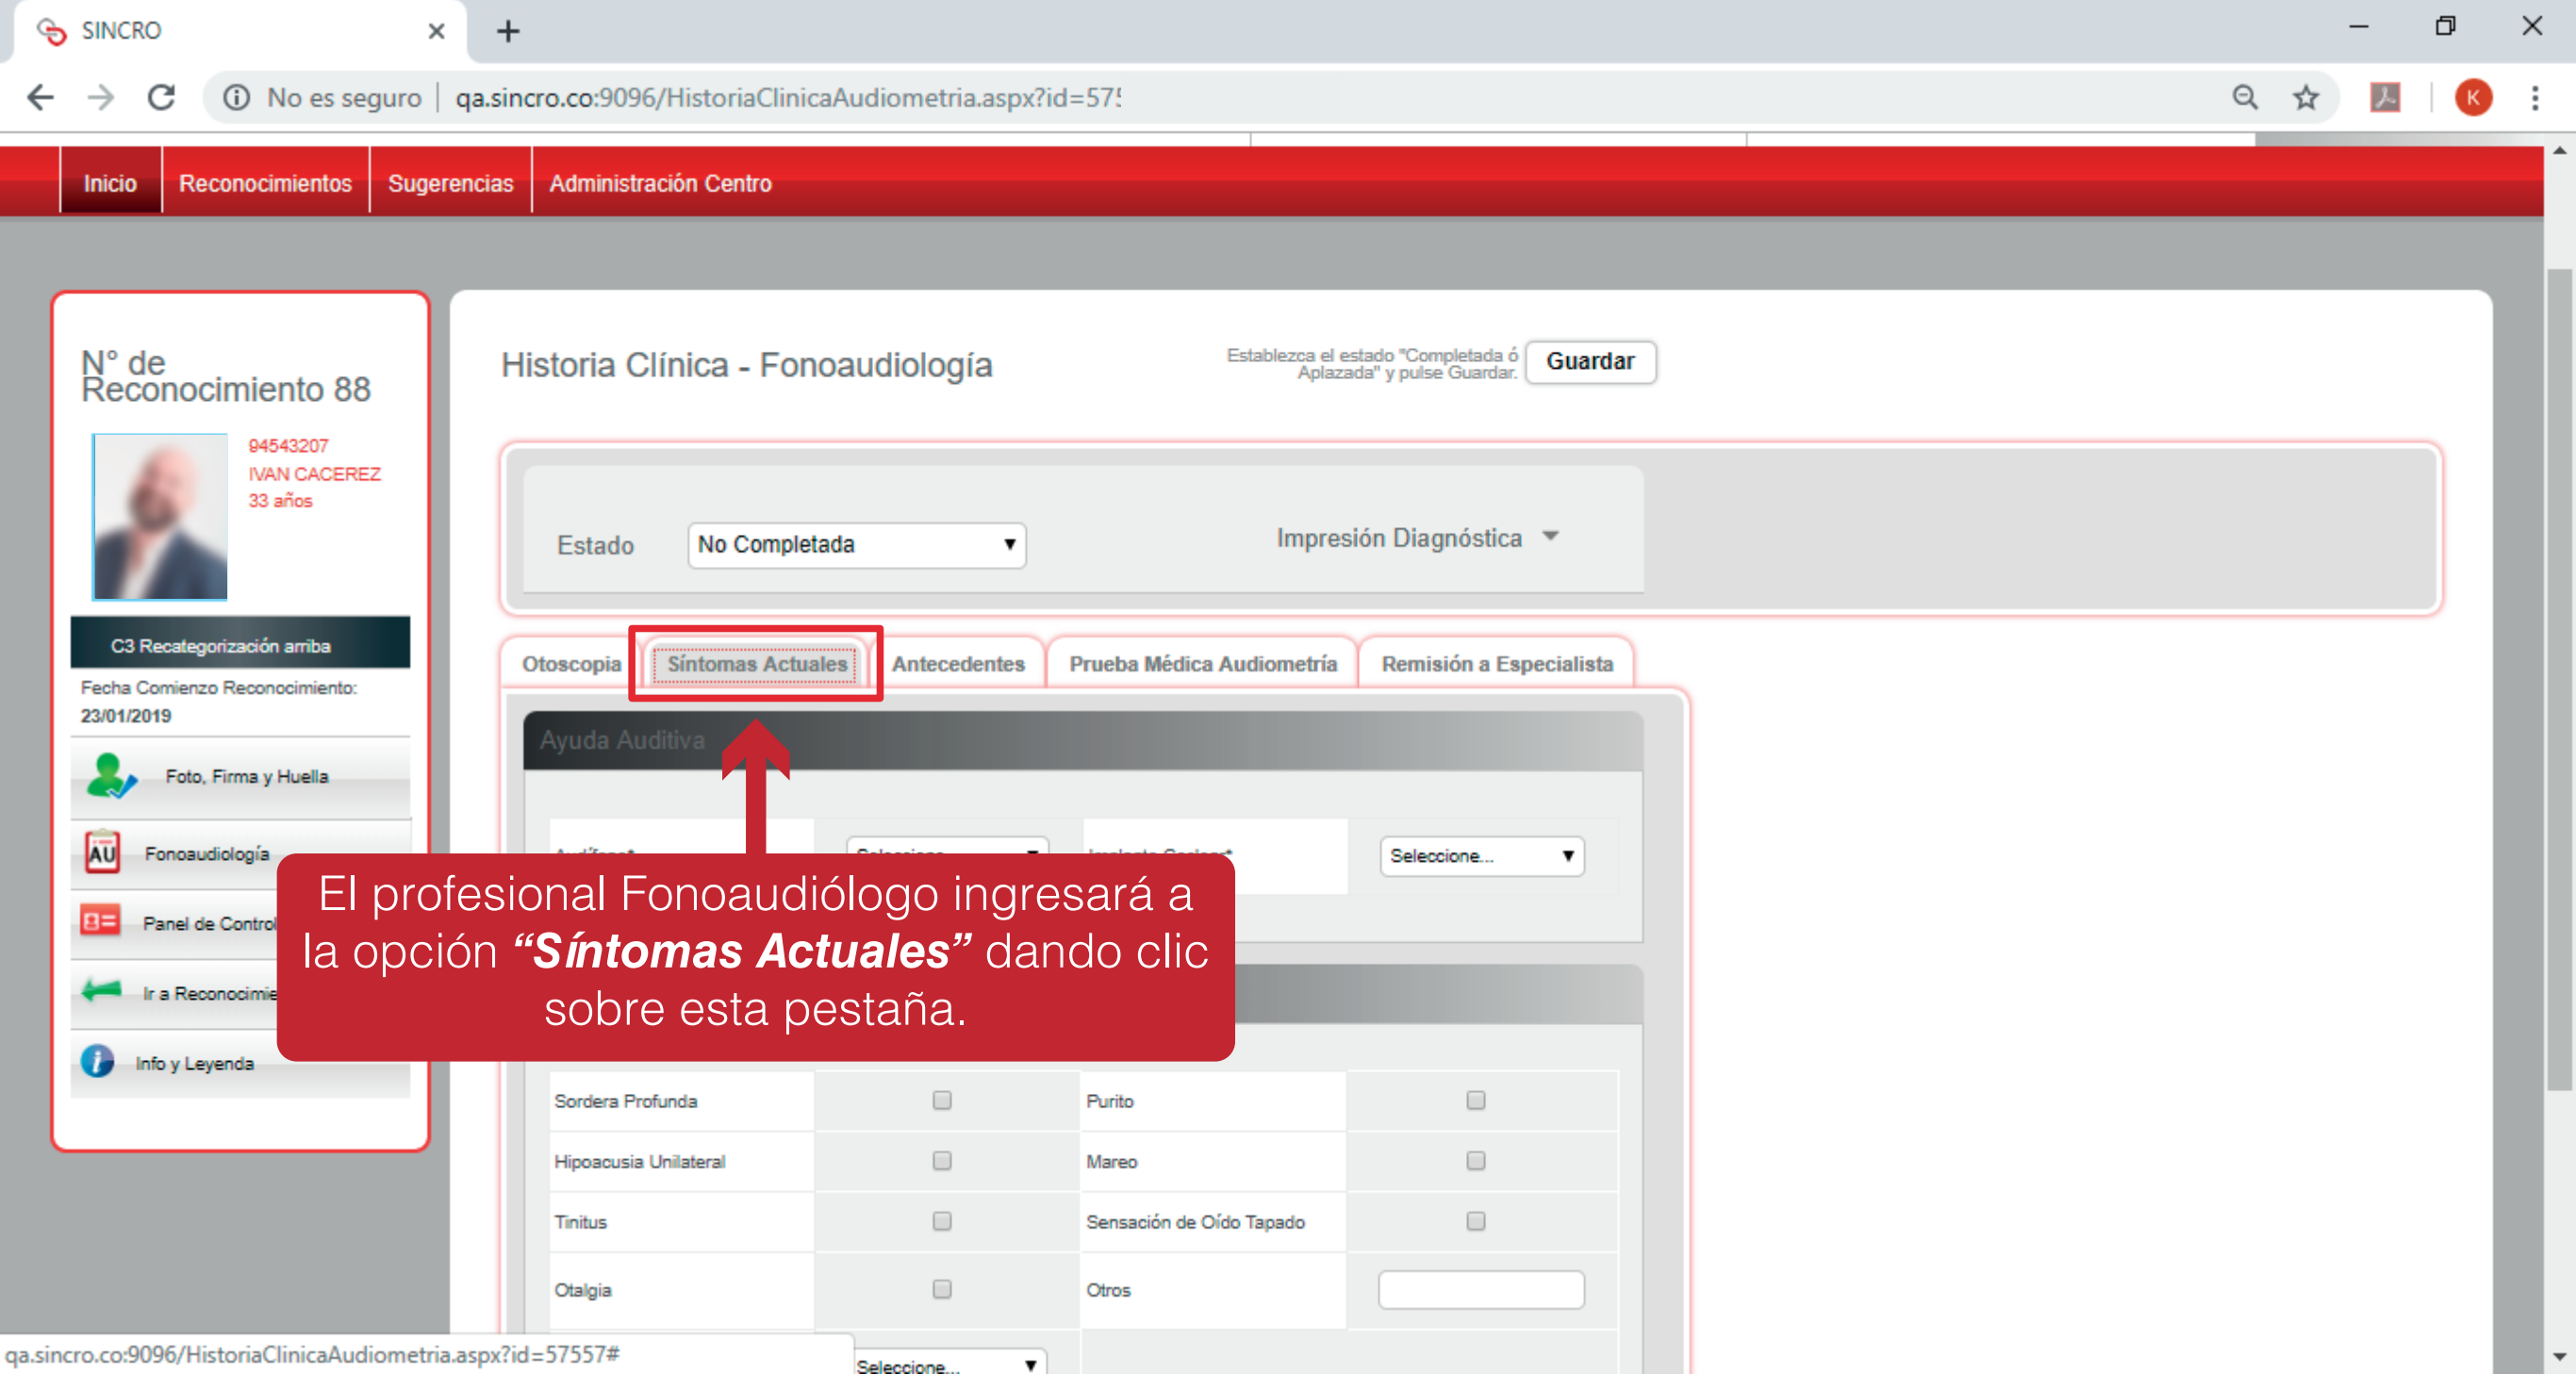 SINCRO
No es seguro | qa.sincro.co:9096/HistoriaClinicaAudiometria.aspx?id=575
K
Inicio
Reconocimientos
Sugerencias
Administración Centro
N° de
Reconocimiento 88
94543207
IVAN CACEREZ
33 años
C3 Recategorización arriba
Fecha Comienzo Reconocimiento:
23/01/2019
Foto, Firma y Huella
AU
Fonoaudiología
Panel de Control
Ir a Reconocimie
Info y Leyenda
Historia Clínica - Fonoaudiología
Establezca el estado "Completada ó
Aplazada" y pulse Guardar.
Guardar
Estado
No Completada
Impresión Diagnóstica
Otoscopia
Síntomas Actuales
Antecedentes
Prueba Médica Audiometría
Remisión a Especialista
Ayuda Auditiva
Seleccione...
El profesional Fonoaudiólogo ingresará a
la opción “Síntomas Actuales” dando clic
sobre esta pestaña.
Sordera Profunda
Purito
Hipoacusia Unilateral
Mareo
Tinitus
Sensación de Oído Tapado
Otalgia
Otros
Seleccione...
qa.sincro.co:9096/HistoriaClinicaAudiometria.aspx?id=57557#